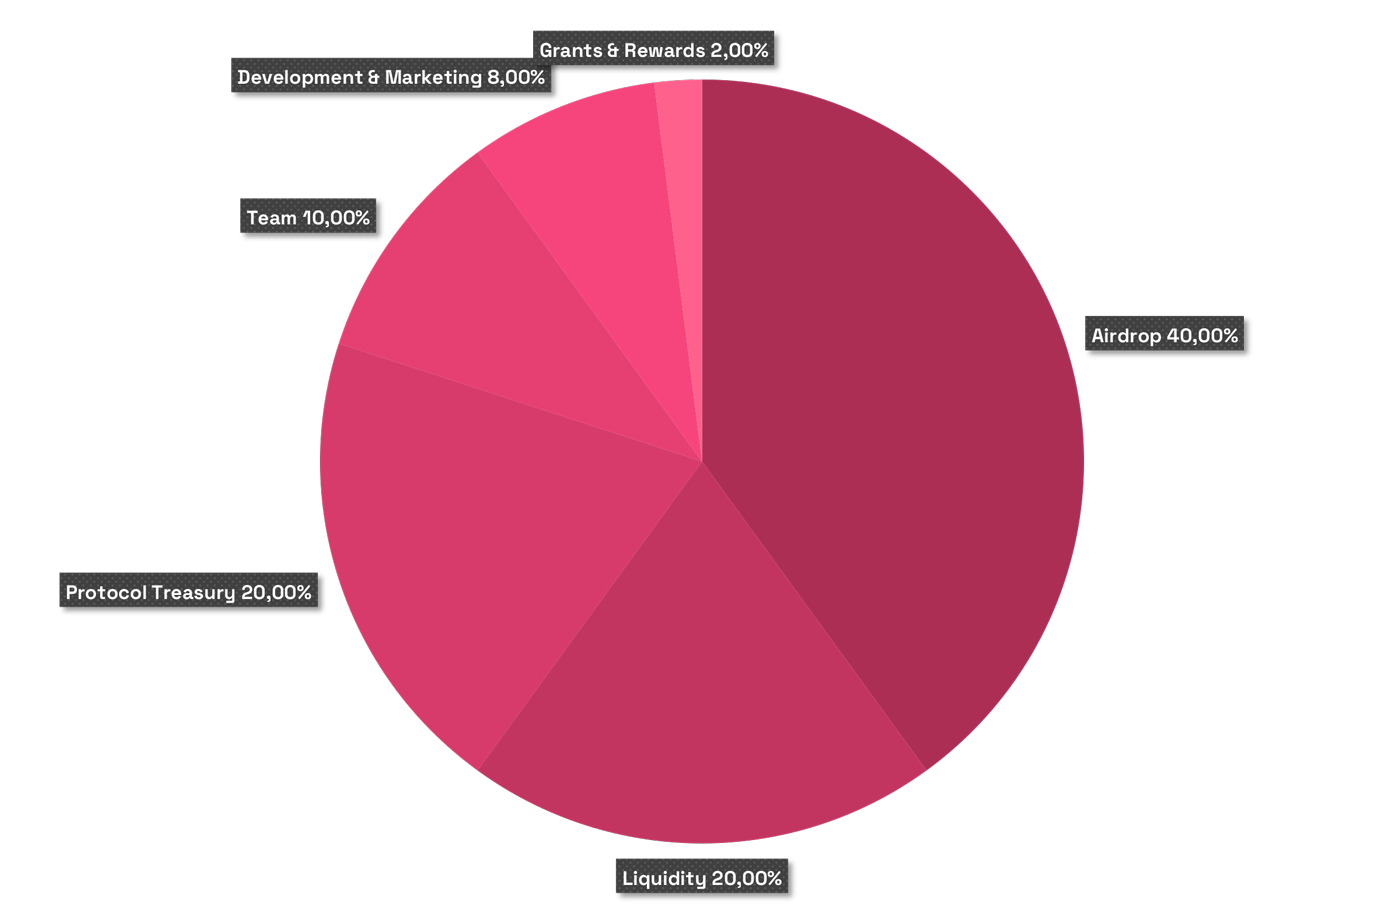 Grants & Rewards 2,00%
Development & Marketing 8,00%
Team 10,00%
Airdrop 40,00%
Protocol Treasury 20,00%
Liquidity 20,00%